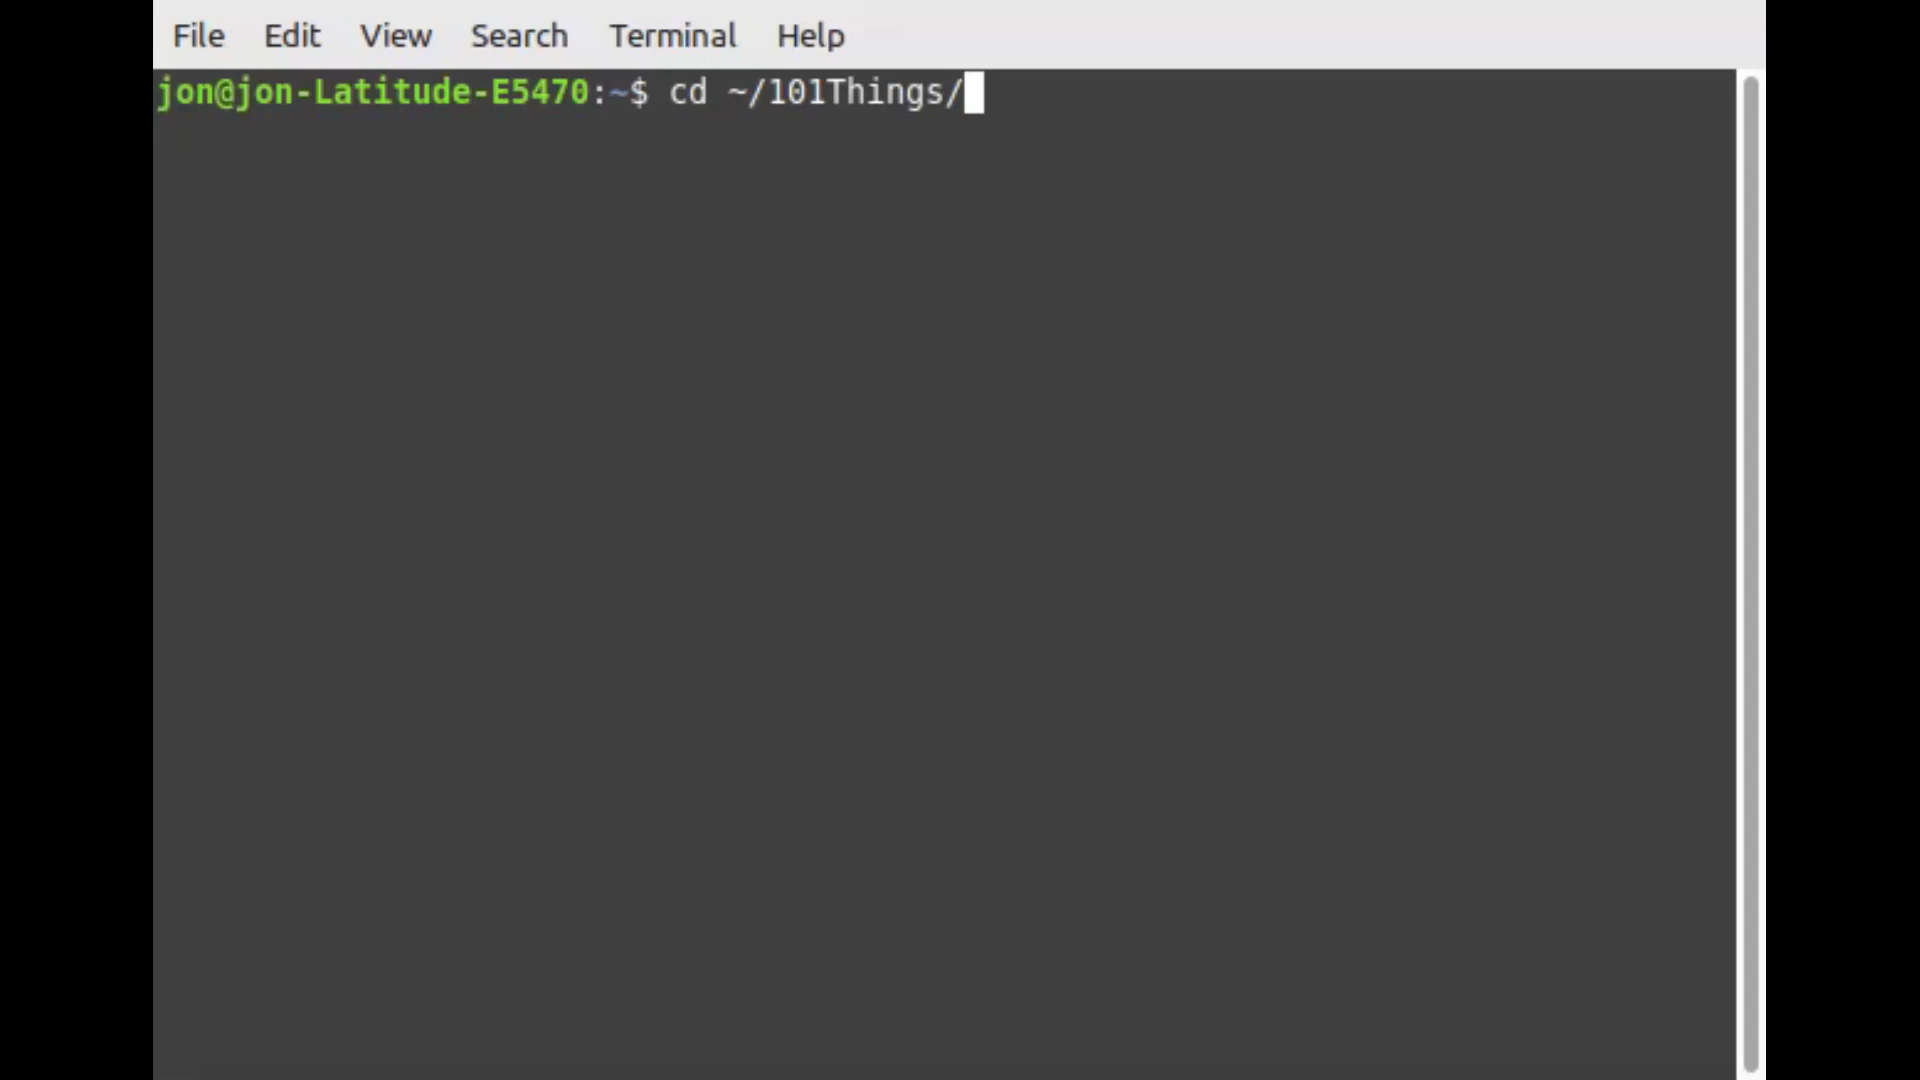 File Edit View Search Terminal Help
jon@jon-Latitude-E5470:~$ cd ~/101Things/